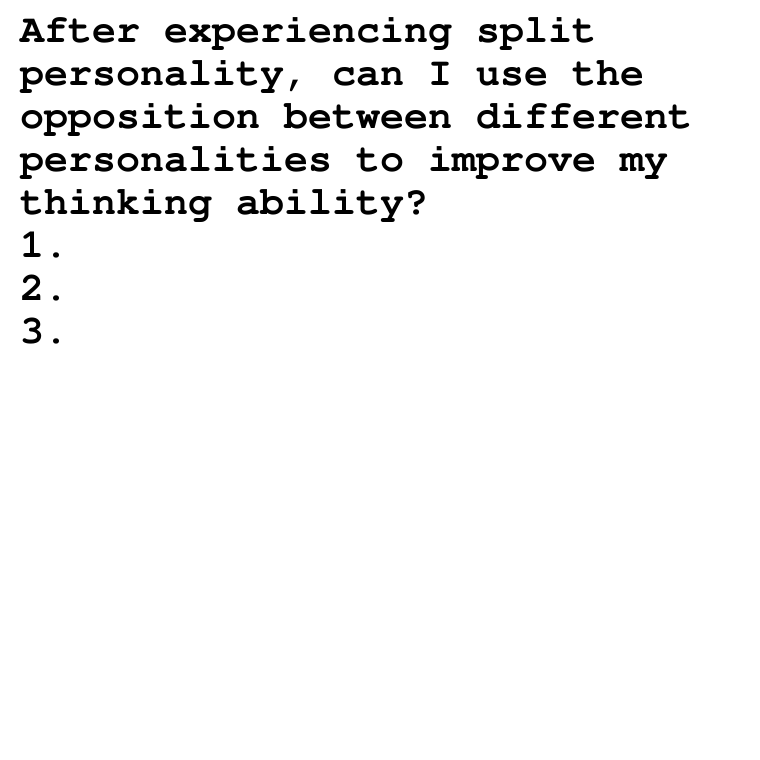 After experiencing split
personality, can I use the
opposition between different
personalities to improve my
thinking ability?
1.
2.
3.